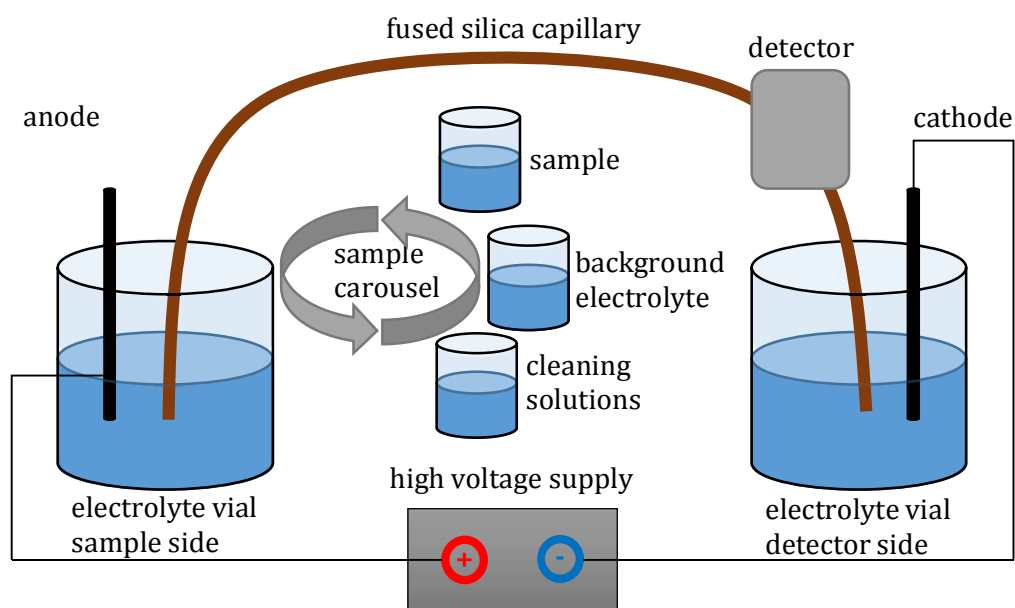 fused silica capillary
detector
anode
cathode
sample
sample
carousel
background
electrolyte
cleaning
solutions
high voltage supply
electrolyte vial
sample side
electrolyte vial
detector side
+
-